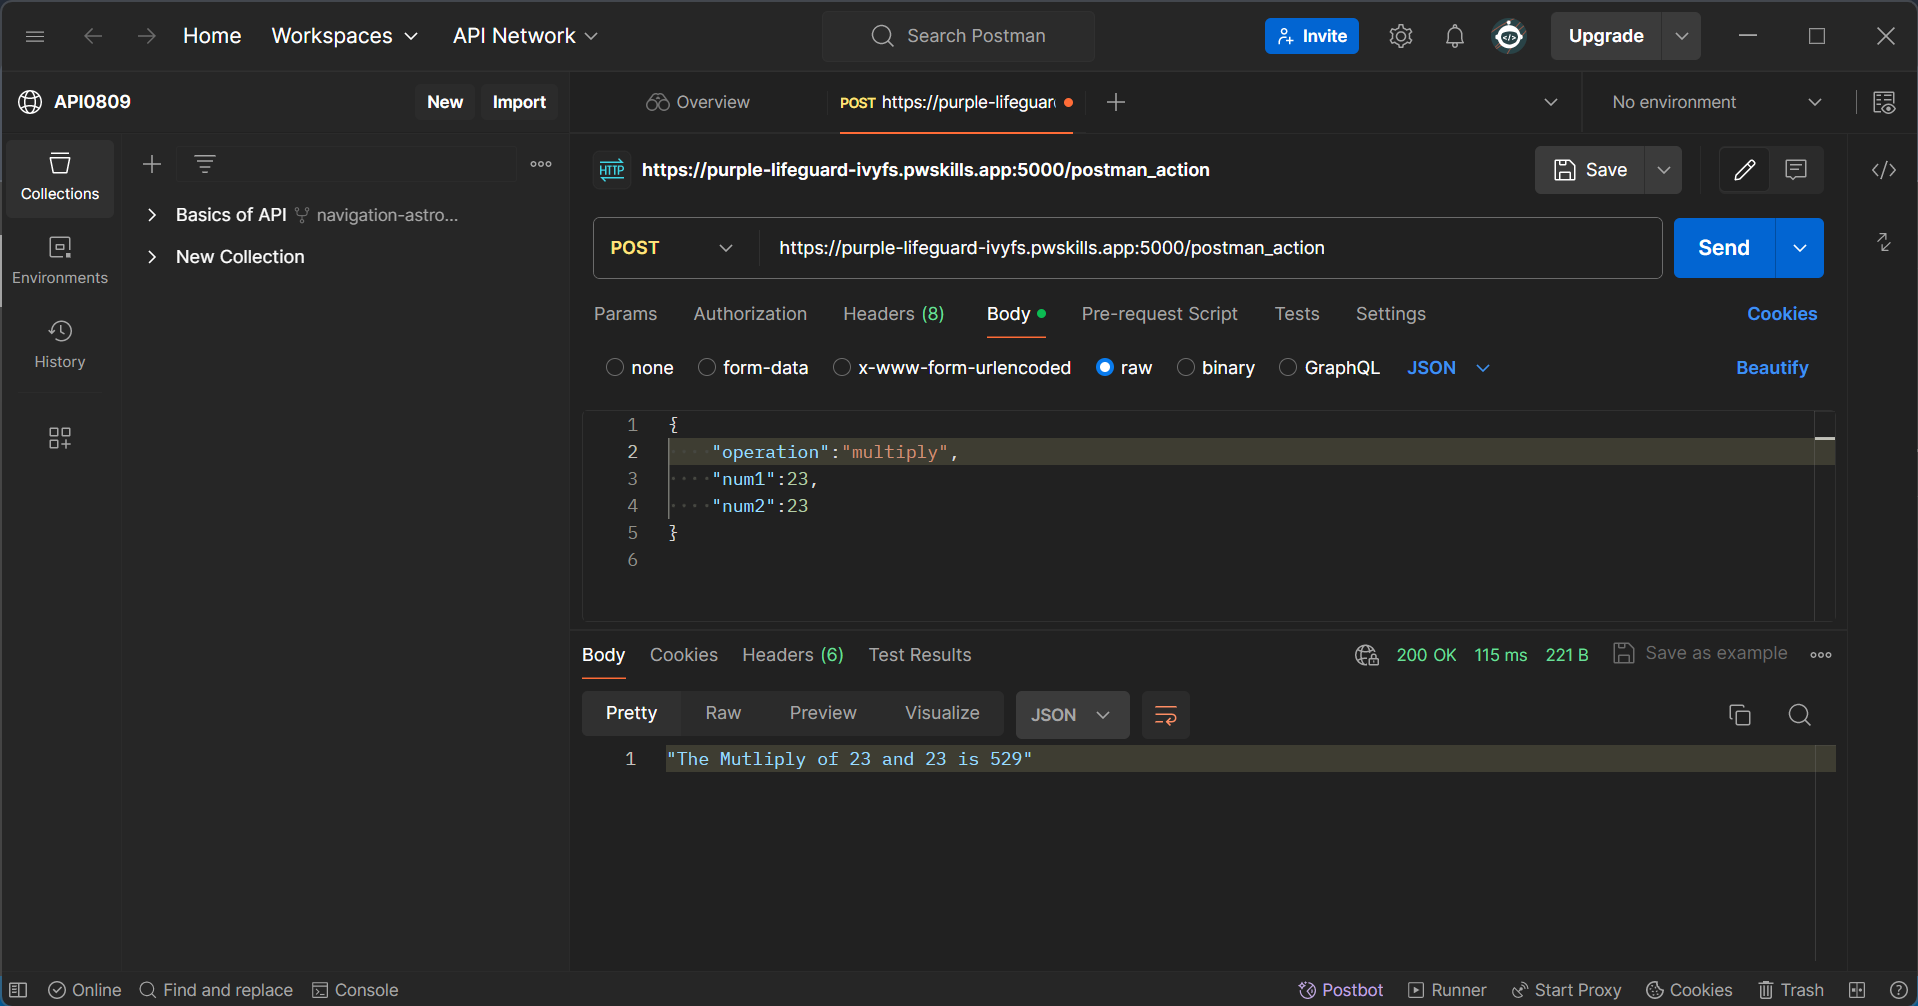 Home Workspaces API Network Search Postman Invite Upgrade
API0809 New Import Overview POST https://purple-lifeguar No environment
HTTP https://purple-lifeguard-ivyfs.pwskills.app:5000/postman_action Save
Collections
Basics of API navigation-astro...
New Collection
Environments
History
POST https://purple-lifeguard-ivyfs.pwskills.app:5000/postman_action Send
Params Authorization Headers (8) Body Pre-request Script Tests Settings Cookies
none form-data x-www-form-urlencoded raw binary GraphQL JSON Beautify
1 {
2 "operation":"multiply",
3 "num1":23,
4 "num2":23
5 }
6
Body Cookies Headers (6) Test Results 200 OK 115 ms 221 B Save as example
Pretty Raw Preview Visualize JSON
1 "The Mutliply of 23 and 23 is 529"
Online Find and replace Console Postbot Runner Start Proxy Cookies Trash